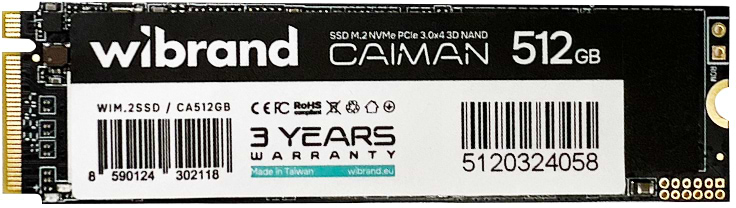 wibrand
SSD M.2 NVMe PCIe 3.0x4 3D NAND
CAIMAN 512GB
WIM.2SSD / CA512GB
8 590124 302118
CE FC RoHS
compliant
3 YEARS
WARRANTY
Made in Taiwan wibrand.eu
5120324058
ROM